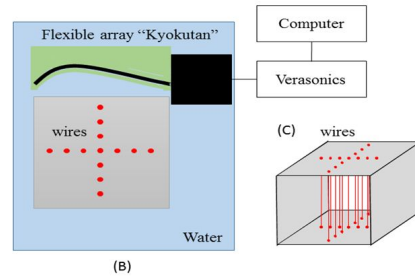 Flexible array “Kyokutan”
Computer
Verasonics
wires
Water
(B)
(C)
wires